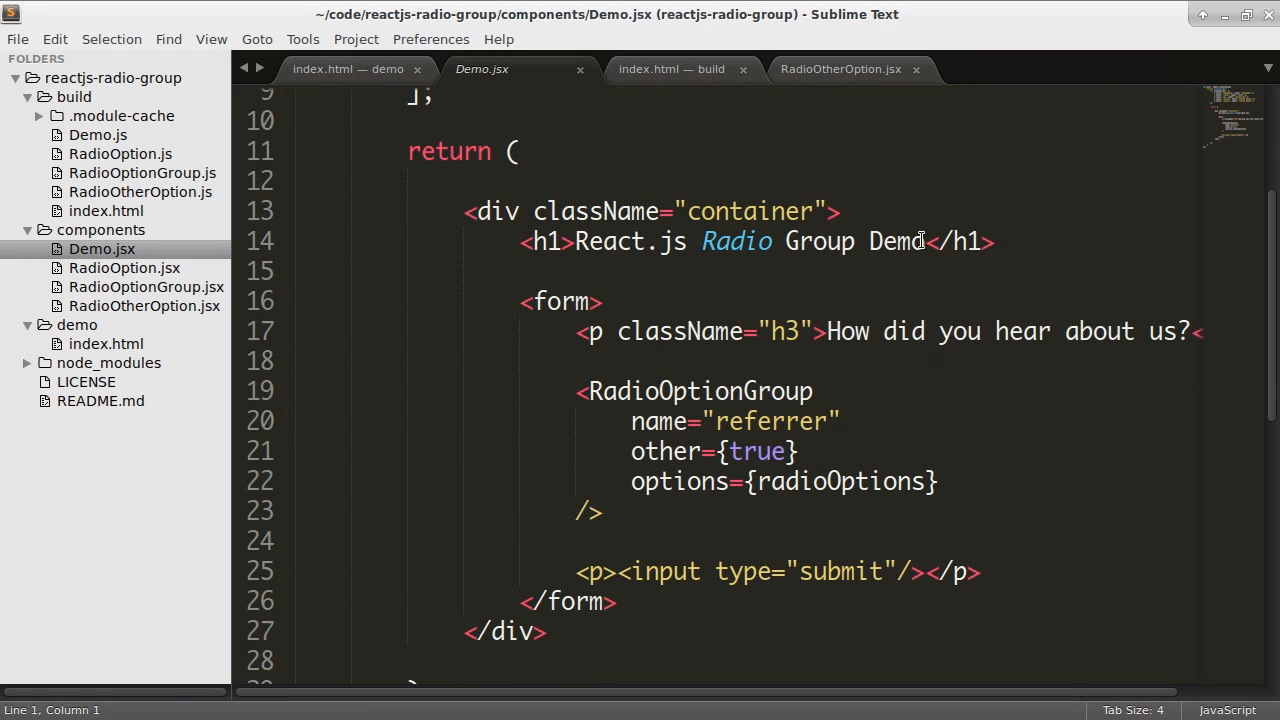 ~/code/reactjs-radio-group/components/Demo.jsx (reactjs-radio-group) - Sublime Text
File Edit Selection Find View Goto Tools Project Preferences Help
FOLDERS
reactjs-radio-group
build
.module-cache
Demo.js
RadioOption.js
RadioOptionGroup.js
RadioOtherOption.js
index.html
components
Demo.jsx
RadioOption.jsx
RadioOptionGroup.jsx
RadioOtherOption.jsx
demo
index.html
node_modules
LICENSE
README.md
index.html — demo
Demo.jsx
index.html — build
RadioOtherOption.jsx
9 ];
10
11 return (
12
13 <div className="container">
14 <h1>React.js Radio Group Demo</h1>
15
16 <form>
17 <p className="h3">How did you hear about us?<
18
19 <RadioOptionGroup
20 name="referrer"
21 other={true}
22 options={radioOptions}
23 />
24
25 <p><input type="submit"/></p>
26 </form>
27 </div>
28
Line 1, Column 1
Tab Size: 4
JavaScript